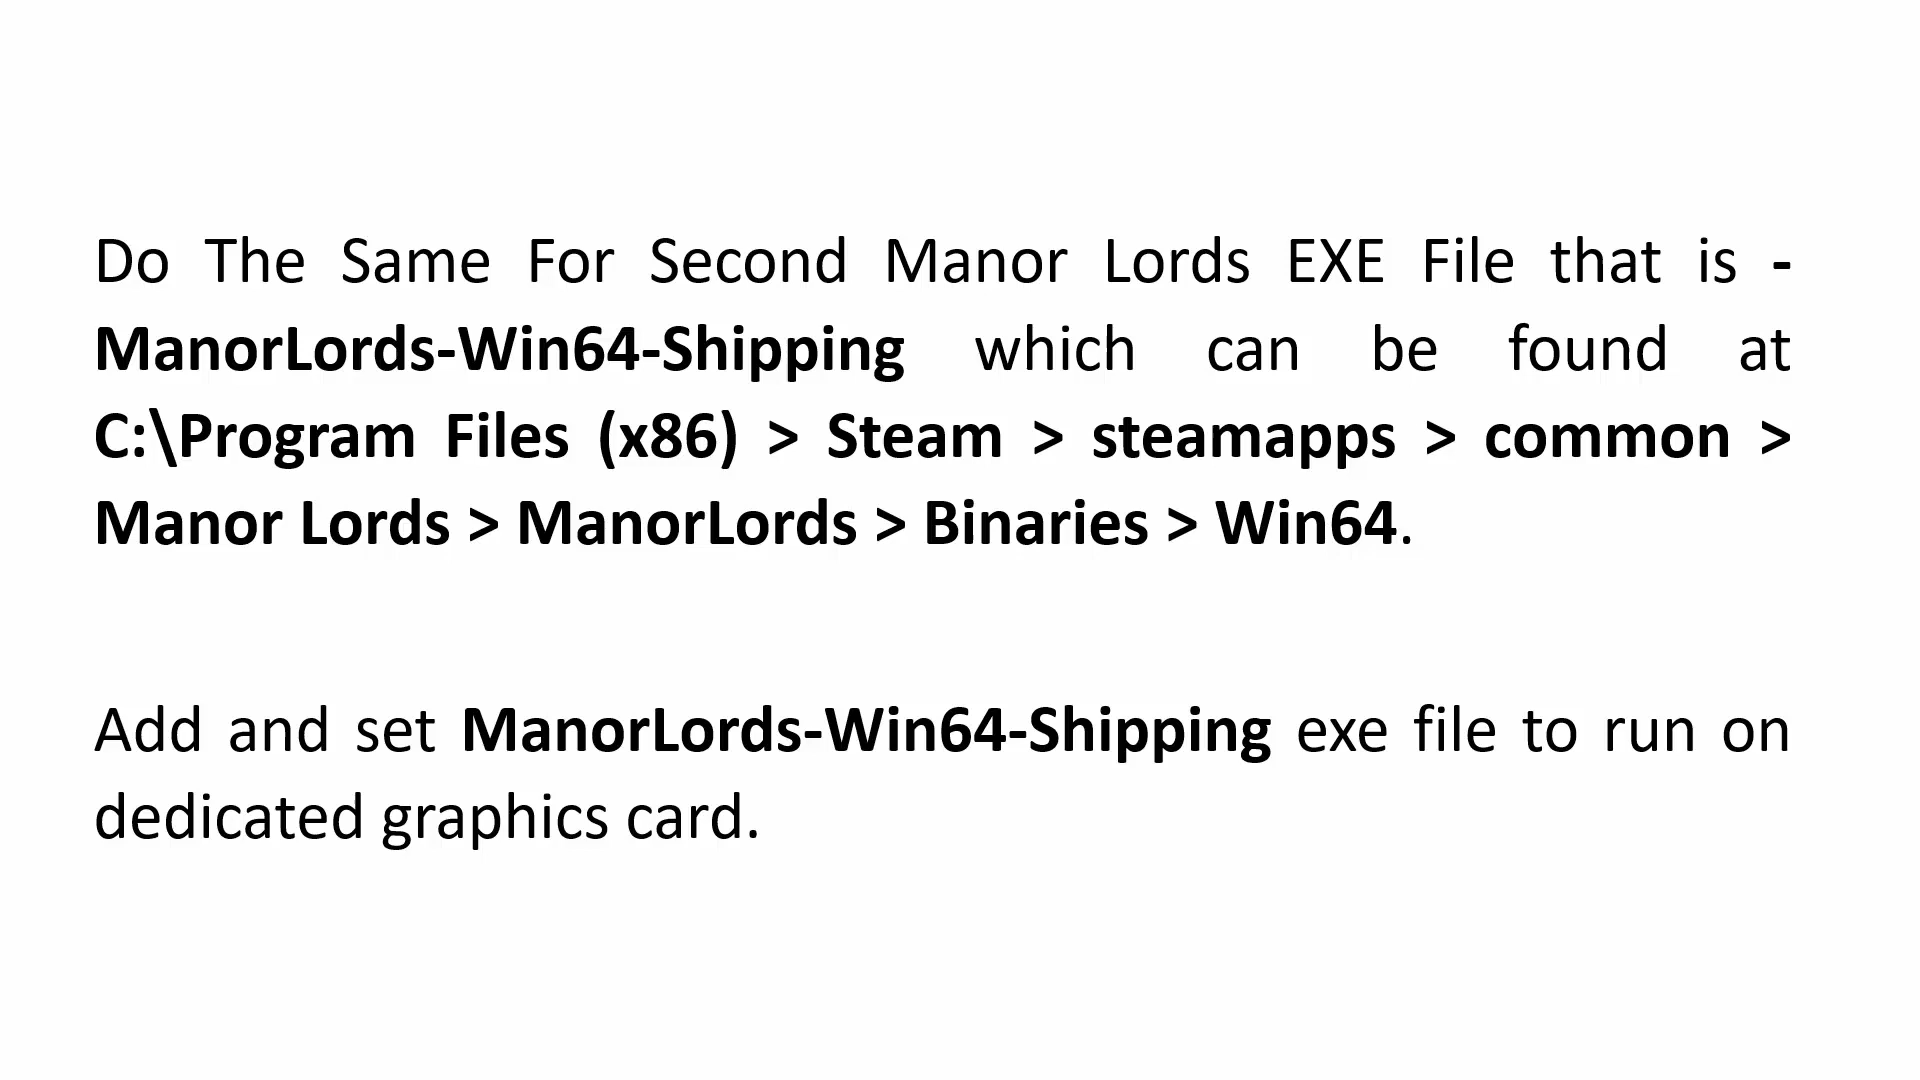 Do The Same For Second Manor Lords EXE File that is -
ManorLords-Win64-Shipping which can be found at
C:\Program Files (x86) > Steam > steamapps > common >
Manor Lords > ManorLords > Binaries > Win64.
Add and set ManorLords-Win64-Shipping exe file to run on
dedicated graphics card.